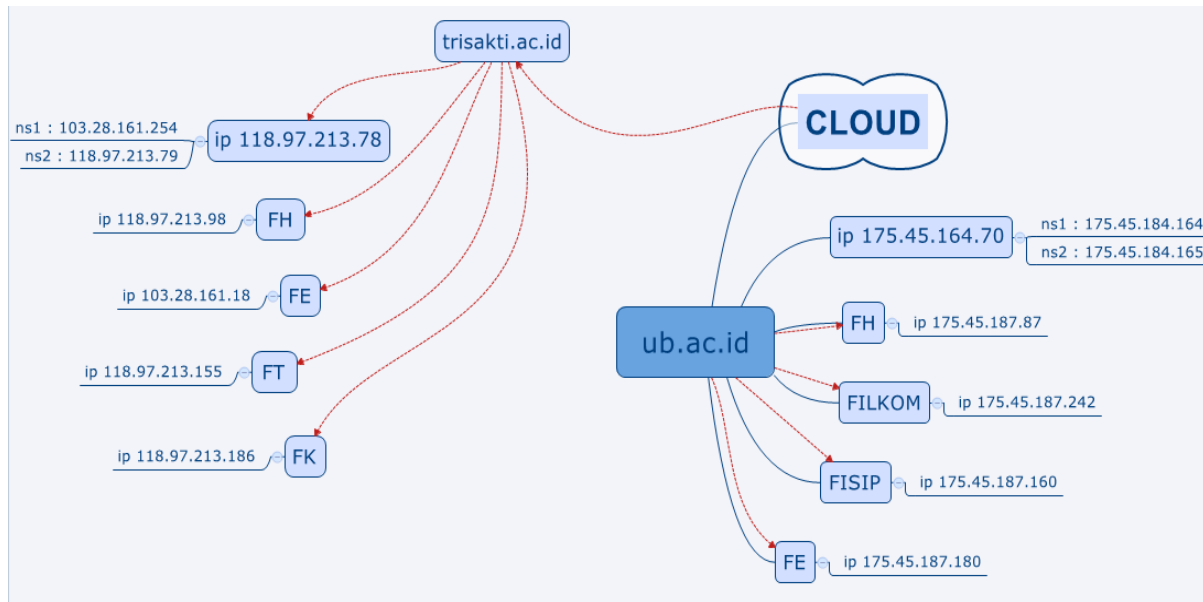 trisakti.ac.id
ns1 : 103.28.161.254
ns2 : 118.97.213.79
ip 118.97.213.78
ip 118.97.213.98
FH
ip 103.28.161.18
FE
ip 118.97.213.155
FT
ip 118.97.213.186
FK
CLOUD
ip 175.45.164.70
ns1 : 175.45.184.164
ns2 : 175.45.184.165
ub.ac.id
FH
ip 175.45.187.87
FILKOM
ip 175.45.187.242
FISIP
ip 175.45.187.160
FE
ip 175.45.187.180